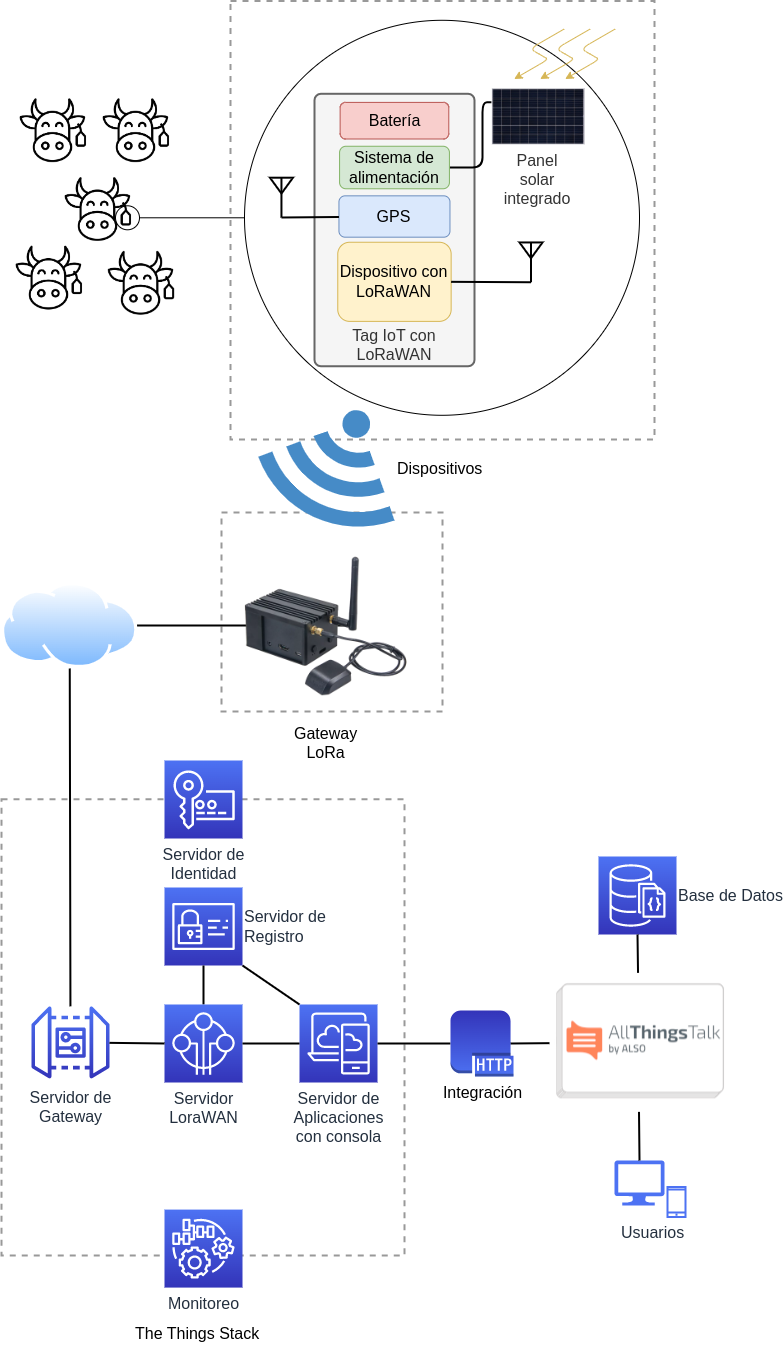 Batería
Sistema de
alimentación
GPS
Dispositivo con
LoRaWAN
Tag IoT con
LoRaWAN
Panel
solar
integrado
Dispositivos
Gateway
LoRa
Servidor de
Identidad
Servidor de
Registro
Servidor de
Gateway
Servidor
LoraWAN
Servidor de
Aplicaciones
con consola
HTTP
Integración
Base de Datos
AllThingsTalk
by ALSO
Usuarios
Monitoreo
The Things Stack